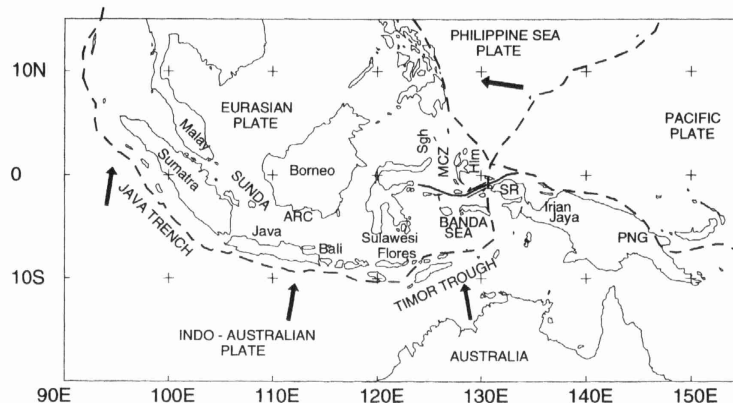 PHILIPPINE SEA
PLATE
10N
EURASIAN
PLATE
PACIFIC
PLATE
Malay
Sgh
MCZ
Hlm
Borneo
0
Sumatra
SUNDA
SR
Irian
Jaya
ARC
BANDA
SEA
JAVA TRENCH
Java
Sulawesi
PNG
Bali
Flores
10S
TIMOR TROUGH
INDO - AUSTRALIAN
PLATE
AUSTRALIA
90E 100E 110E 120E 130E 140E 150E